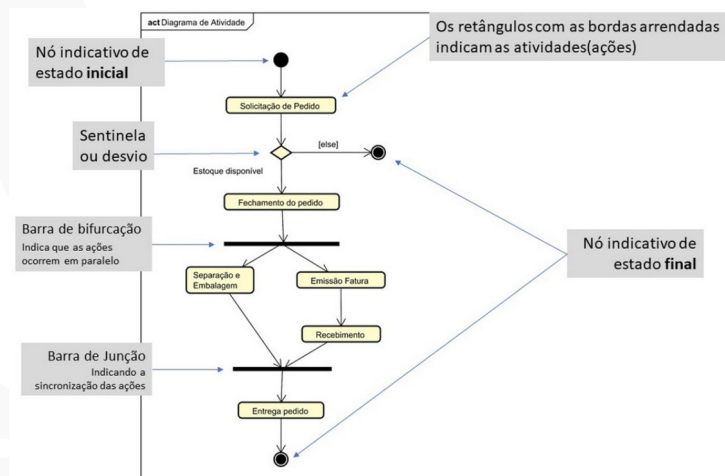 act Diagrama de Atividade
Os retângulos com as bordas arrendadas
indicam as atividades(ações)
Nó indicativo de
estado inicial
Solicitação de Pedido
Sentinela
ou desvio
[else]
Estoque disponível
Fechamento do pedido
Barra de bifurcação
Indica que as ações
ocorrem em paralelo
Nó indicativo de
estado final
Separação e
Embalagem
Emissão Fatura
Recebimento
Barra de Junção
Indicando a
sincronização das ações
Entrega pedido